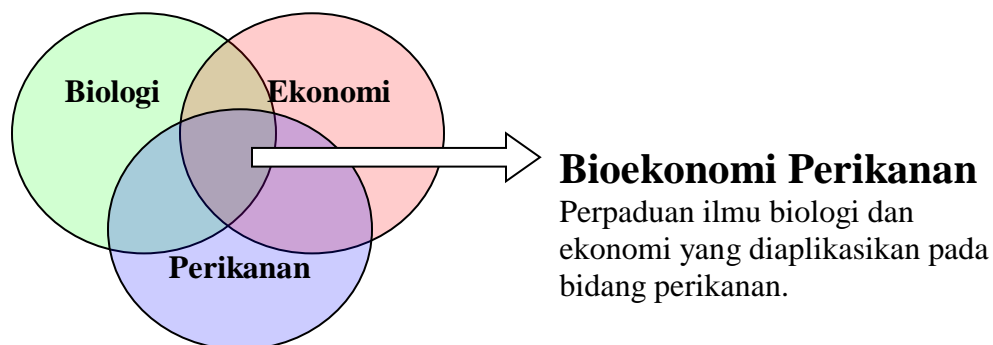 Biologi
Ekonomi
Perikanan
Bioekonomi Perikanan
Perpaduan ilmu biologi dan
ekonomi yang diaplikasikan pada
bidang perikanan.